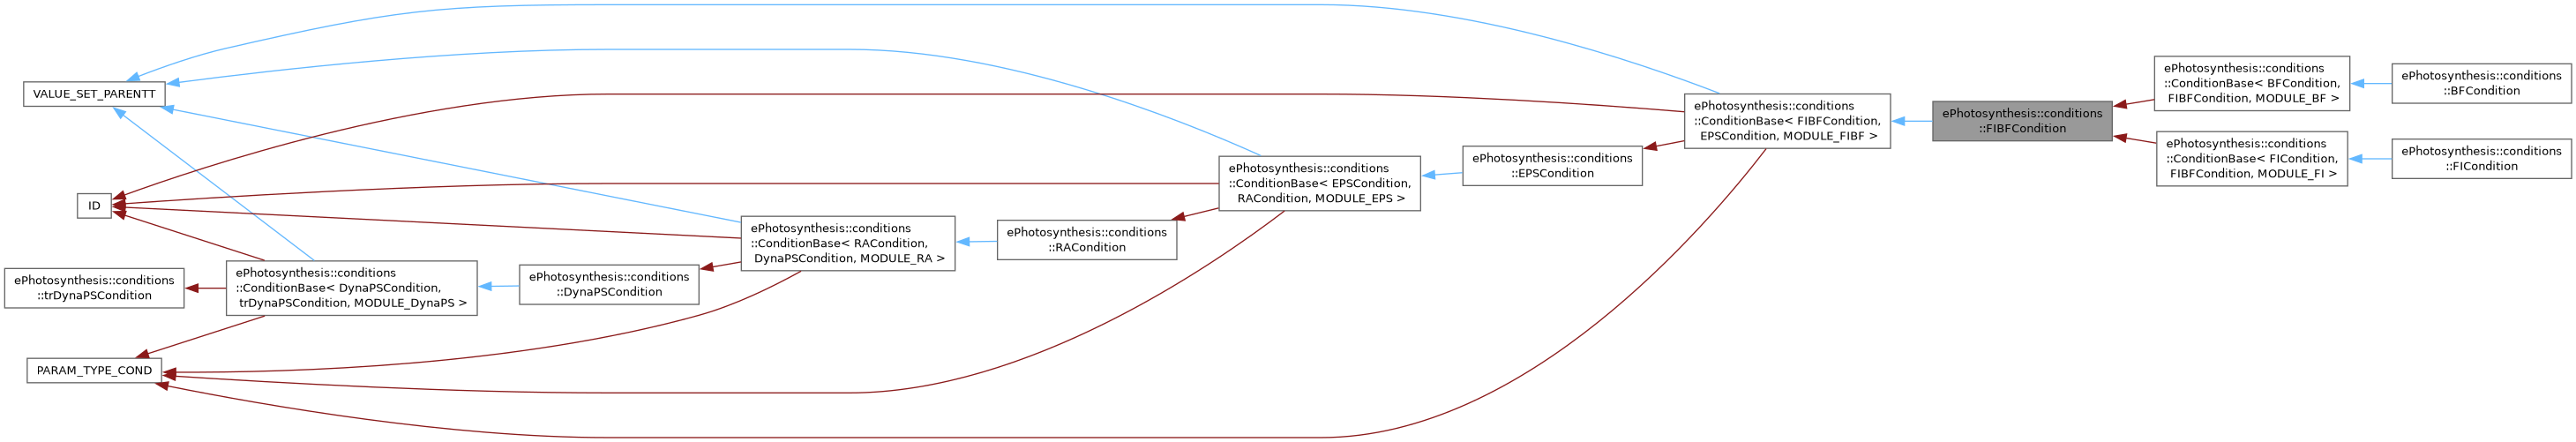 VALUE_SET_PARENTT
ID
ePhotosynthesis::conditions
::trDynaPSCondition
PARAM_TYPE_COND
ePhotosynthesis::conditions
::ConditionBase< DynaPSCondition,
trDynaPSCondition, MODULE_DynaPS >
ePhotosynthesis::conditions
::DynaPSCondition
ePhotosynthesis::conditions
::ConditionBase< RACondition,
DynaPSCondition, MODULE_RA >
ePhotosynthesis::conditions
::RACondition
ePhotosynthesis::conditions
::ConditionBase< EPSCondition,
RACondition, MODULE_EPS >
ePhotosynthesis::conditions
::EPSCondition
ePhotosynthesis::conditions
::ConditionBase< FIBFCondition,
EPSCondition, MODULE_FIBF >
ePhotosynthesis::conditions
::FIBFCondition
ePhotosynthesis::conditions
::ConditionBase< BFCondition,
FIBFCondition, MODULE_BF >
ePhotosynthesis::conditions
::BFCondition
ePhotosynthesis::conditions
::ConditionBase< FICondition,
FIBFCondition, MODULE_FI >
ePhotosynthesis::conditions
::FICondition